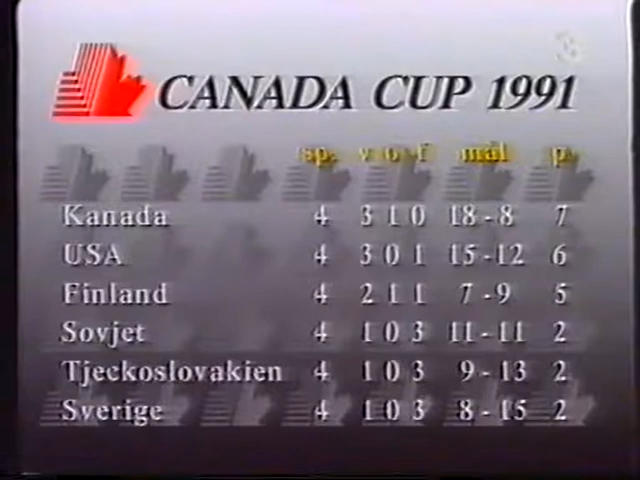 3
CANADA CUP 1991
sp. v o f mål p.
Kanada 4 3 1 0 18-8 7
USA 4 3 0 1 15-12 6
Finland 4 2 1 1 7-9 5
Sovjet 4 1 0 3 11-11 2
Tjeckoslovakien 4 1 0 3 9-13 2
Sverige 4 1 0 3 8-15 2